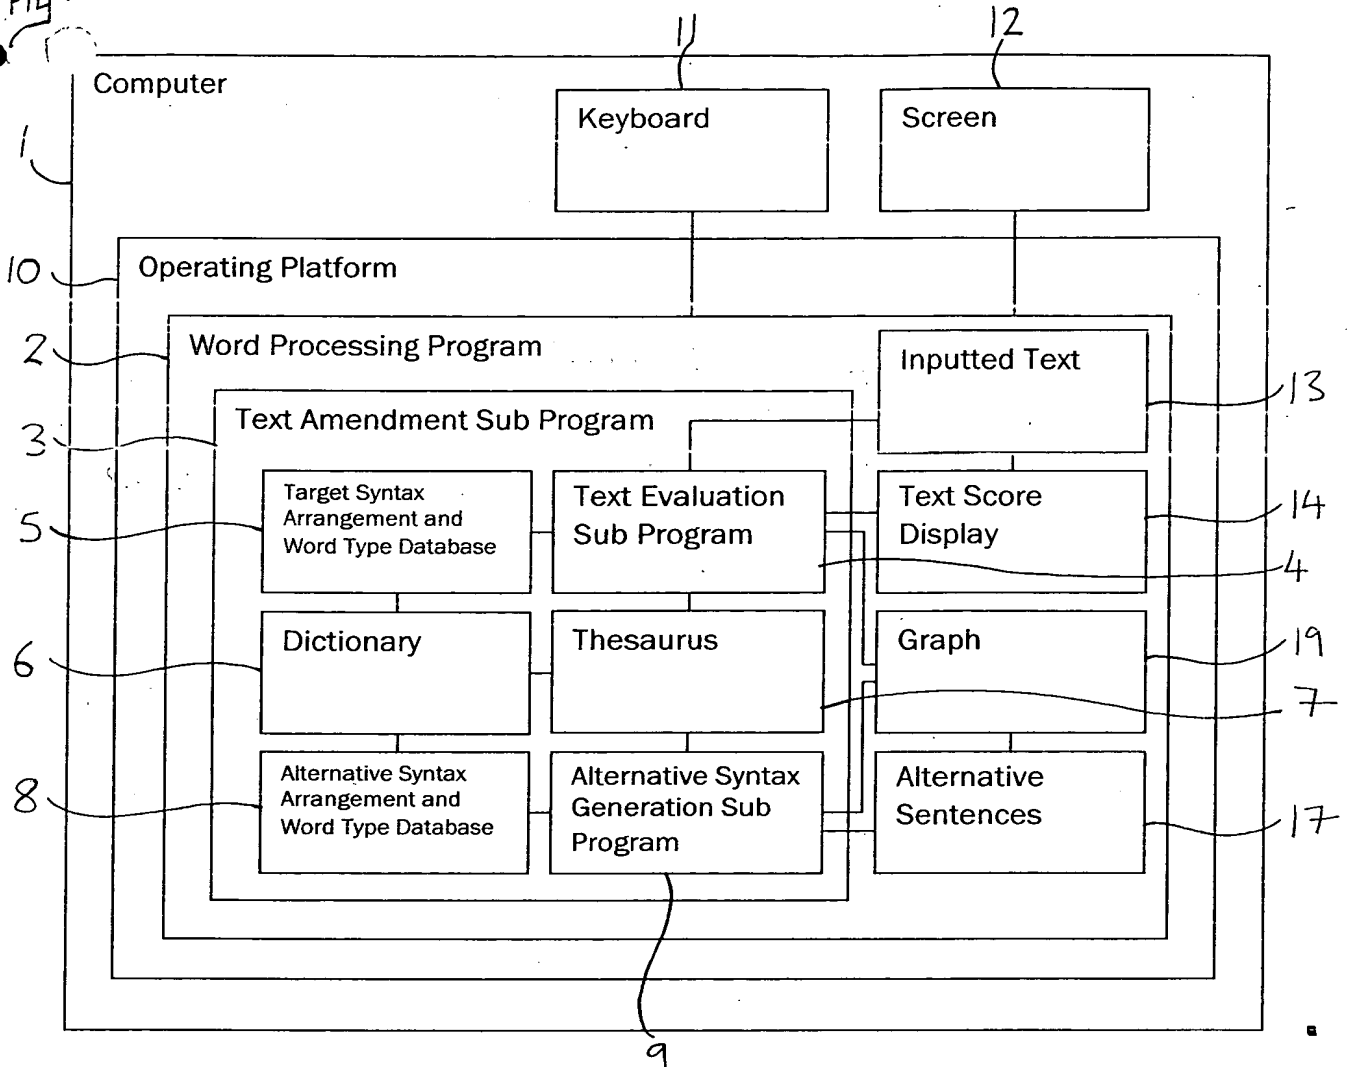 Fig
11
12
Computer
Keyboard
Screen
1
10
Operating Platform
2
Word Processing Program
Inputted Text
13
3
Text Amendment Sub Program
5
Target Syntax
Arrangement and
Word Type Database
Text Evaluation
Sub Program
Text Score
Display
14
4
6
Dictionary
Thesaurus
Graph
19
7
8
Alternative Syntax
Arrangement and
Word Type Database
Alternative Syntax
Generation Sub
Program
Alternative
Sentences
17
9